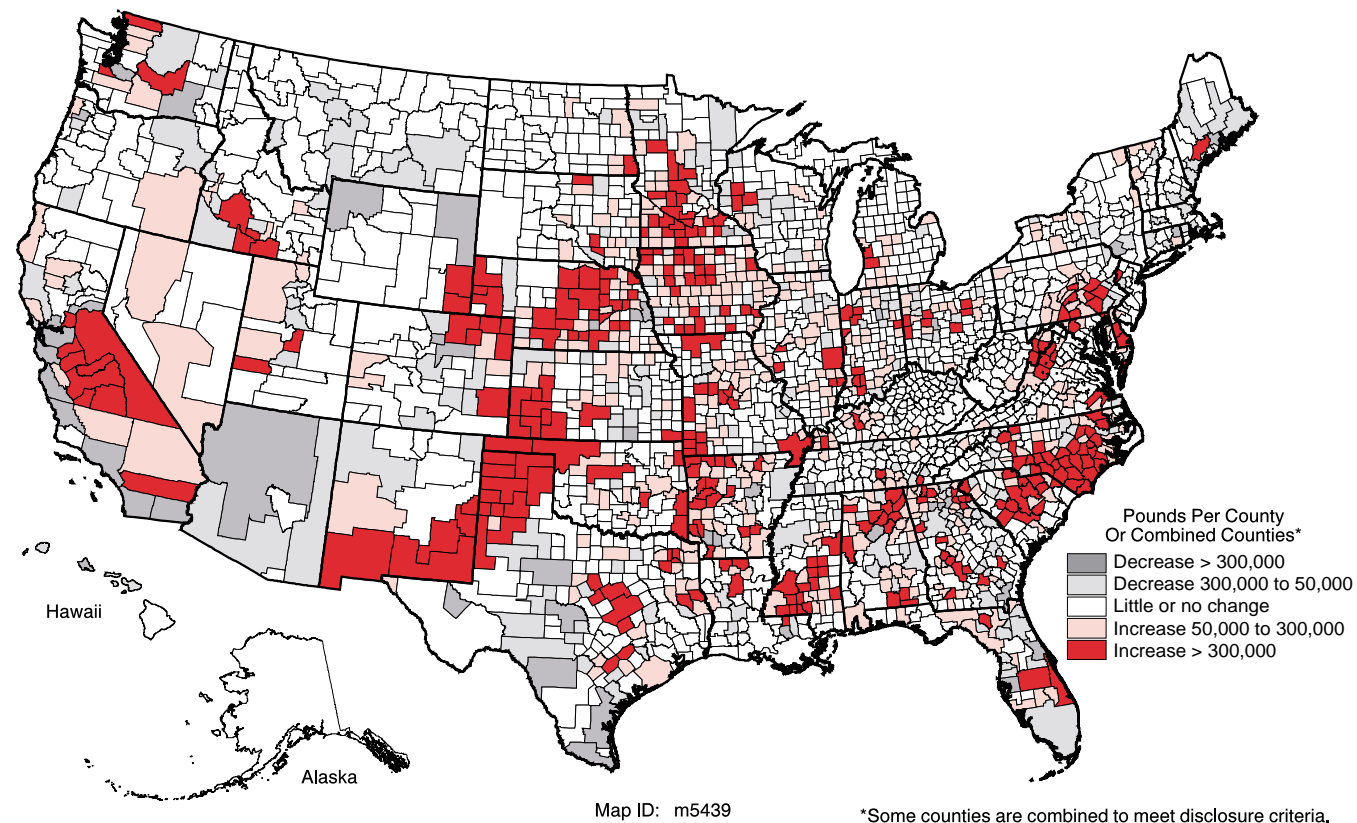 Pounds Per County
Or Combined Counties*
Decrease > 300,000
Decrease 300,000 to 50,000
Little or no change
Increase 50,000 to 300,000
Increase > 300,000
Hawaii
Alaska
Map ID: m5439
*Some counties are combined to meet disclosure criteria.